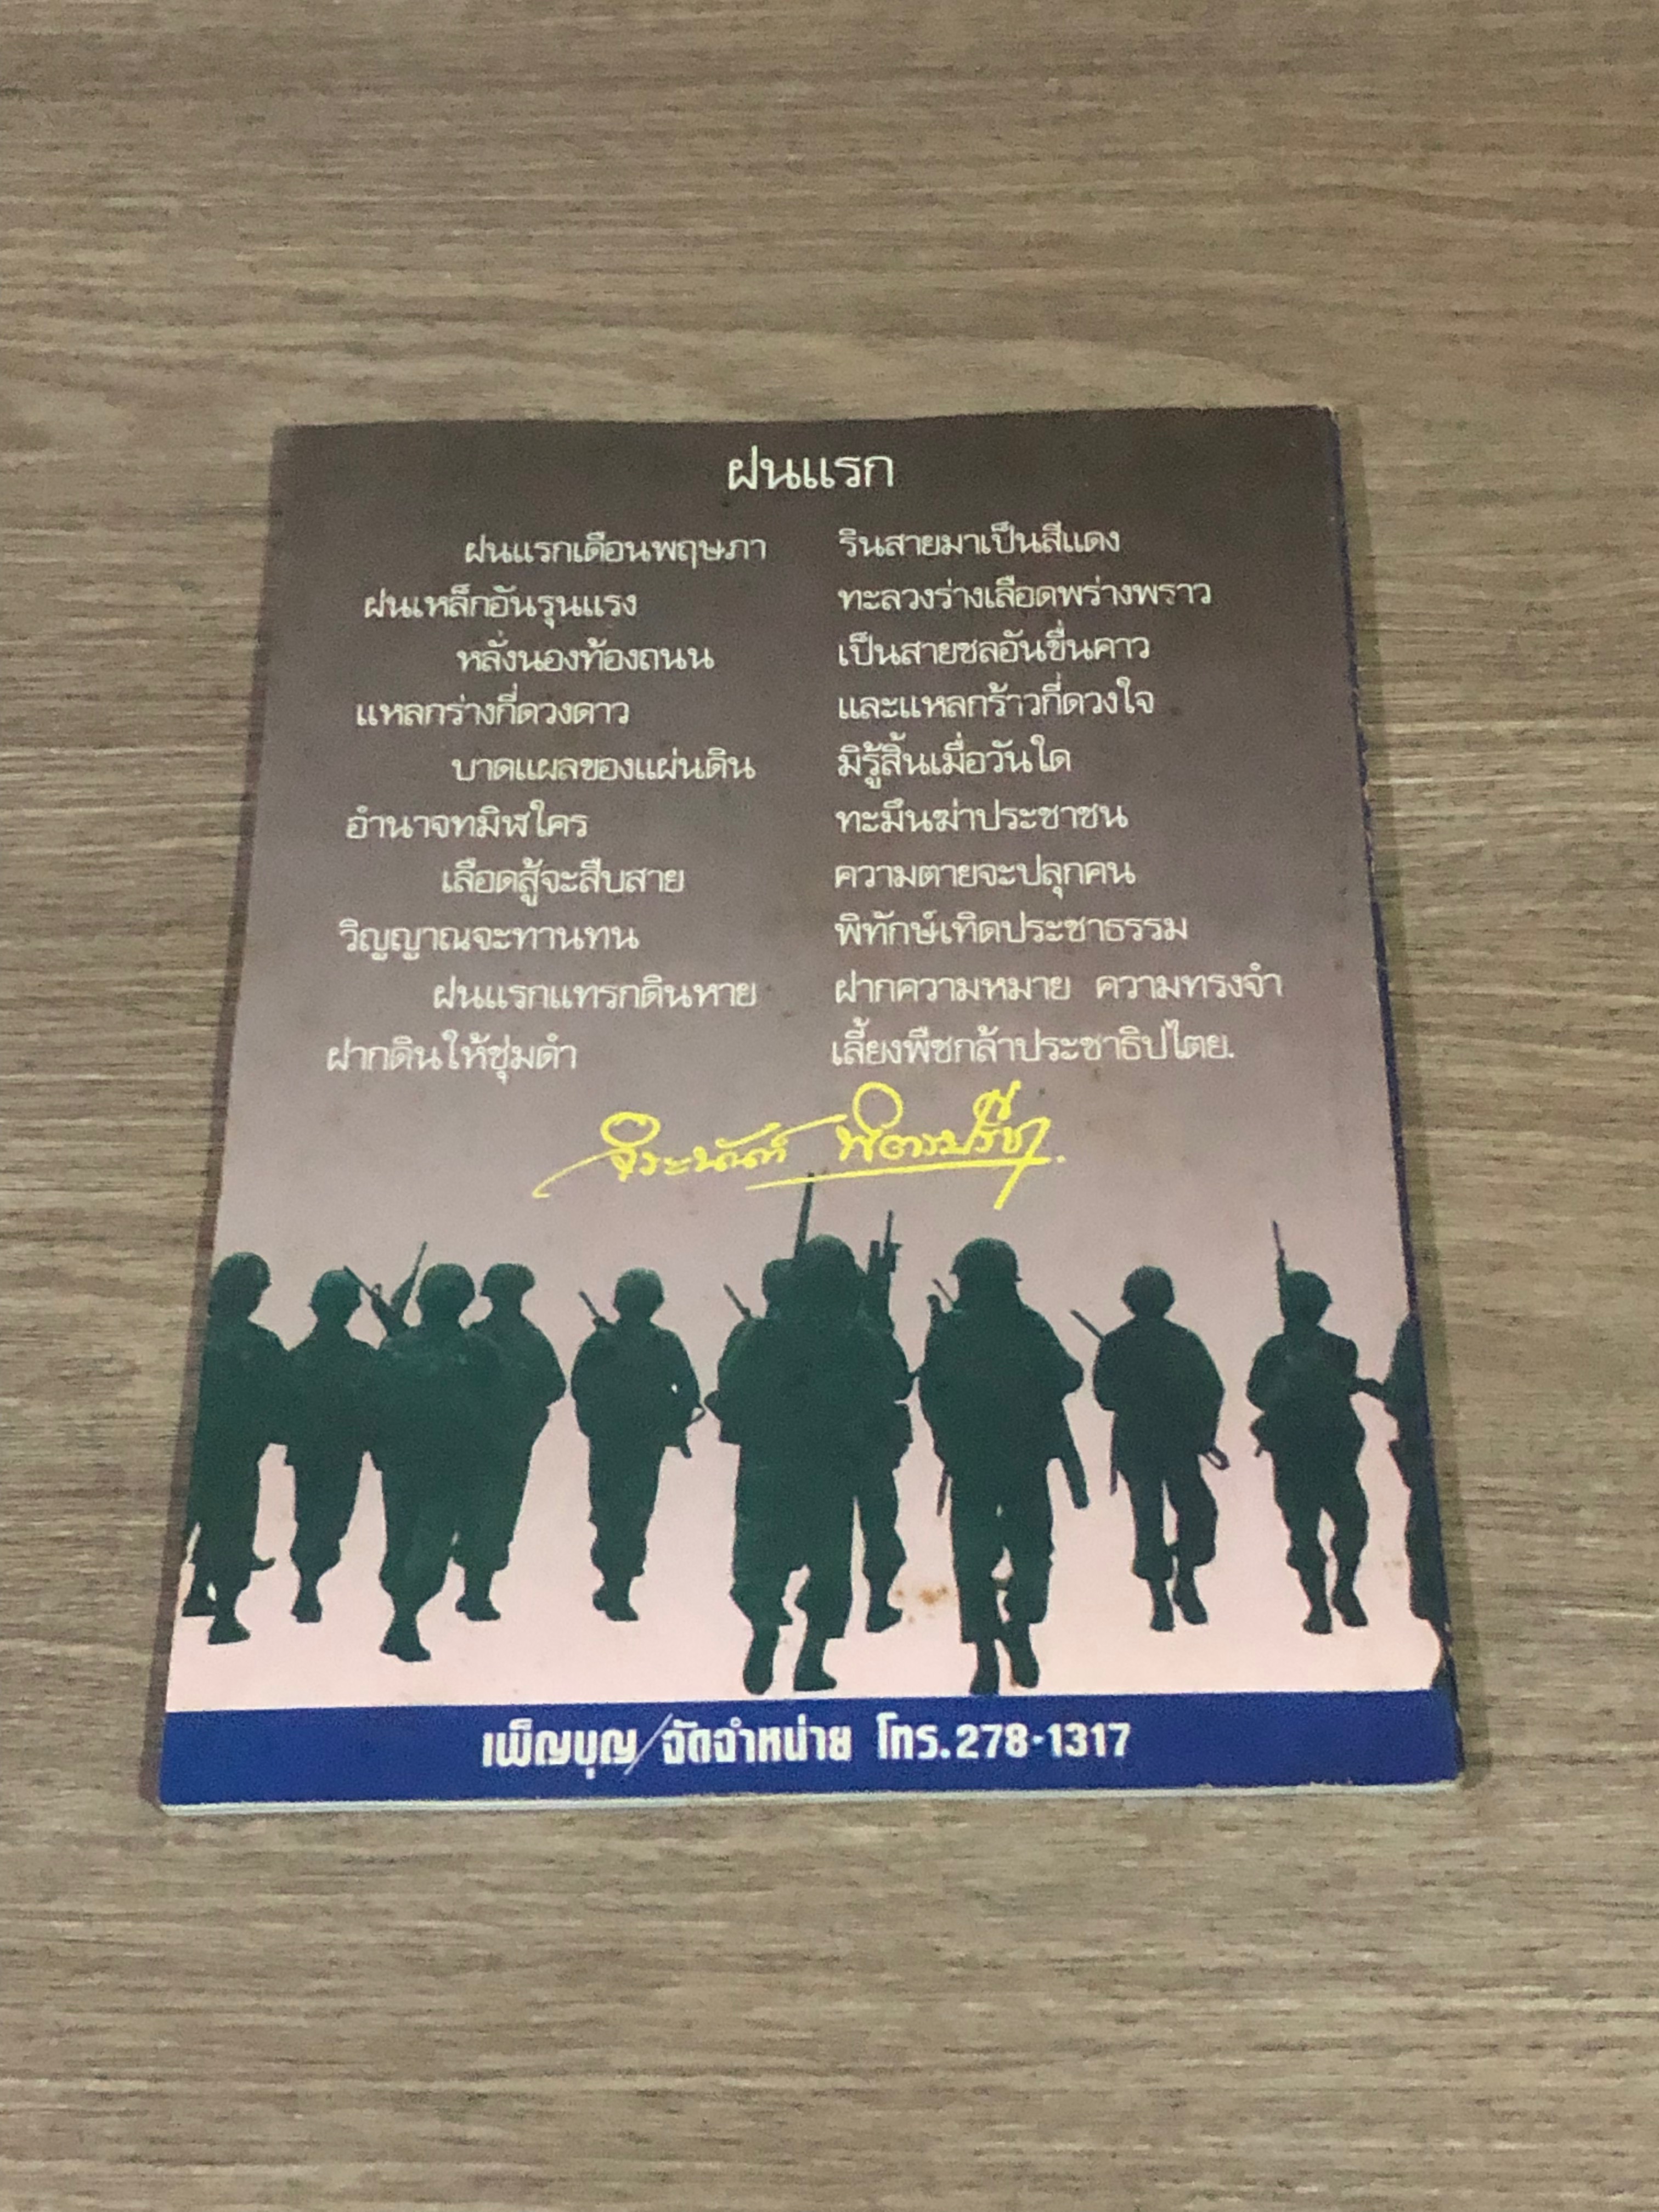 ฝนแรก
ฝนแรกเดือนพฤษภา รินสายมาเป็นสีแดง
ฝนเหล็กอันรุนแรง ทะลวงร่างเลือดพร่างพราว
หลั่งนองท้องถนน เป็นสายชลอันขื่นคาว
แหลกร่างกี่ดวงดาว และแหลกร้าวกี่ดวงใจ
บาดแผลของแผ่นดิน มิรู้สิ้นเมื่อวันใด
อำนาจทมิฬใคร ทะมึนฆ่าประชาชน
เลือดสู้จะสืบสาย ความตายจะปลุกคน
วิญญาณจะทานทน พิทักษ์เทิดประชาธรรม
ฝนแรกแทรกดินหาย ฝากความหมาย ความทรงจำ
ฝากดินให้ชุ่มดำ เลี้ยงพืชกล้าประชาธิปไตย.
จิระนันท์ พิตรปรีชา.
เพ็ญบุญ/จัดจำหน่าย โทร.278-1317